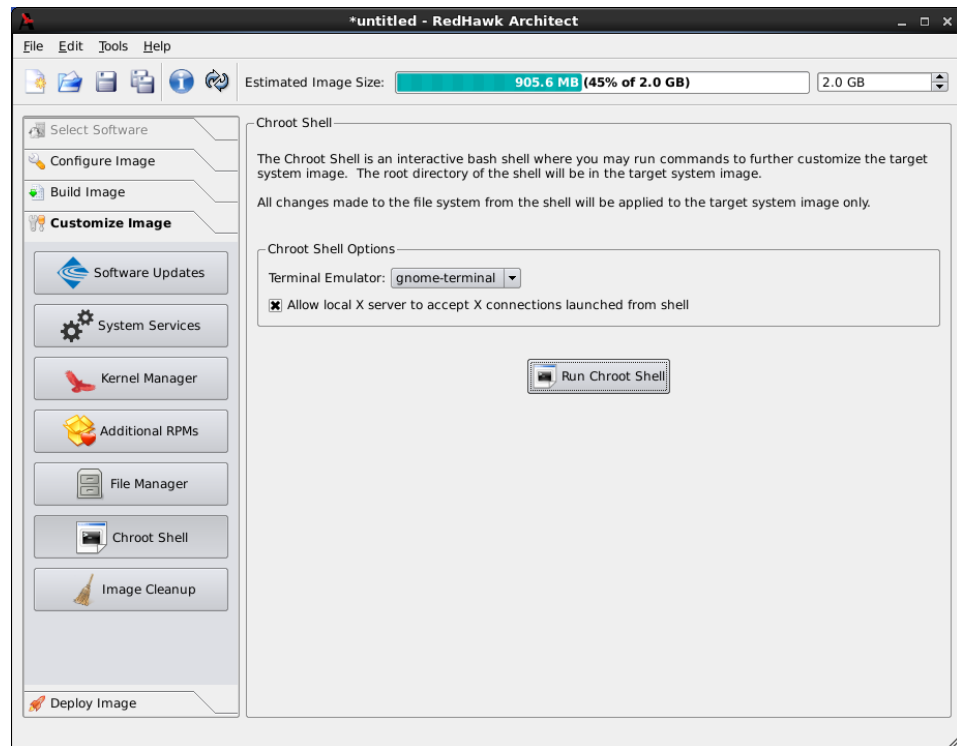 *untitled - RedHawk Architect
File Edit Tools Help
Estimated Image Size: 905.6 MB (45% of 2.0 GB) 2.0 GB
Select Software
Configure Image
Build Image
Customize Image
Software Updates
System Services
Kernel Manager
Additional RPMs
File Manager
Chroot Shell
Image Cleanup
Deploy Image
Chroot Shell
The Chroot Shell is an interactive bash shell where you may run commands to further customize the target
system image. The root directory of the shell will be in the target system image.
All changes made to the file system from the shell will be applied to the target system image only.
Chroot Shell Options
Terminal Emulator: gnome-terminal
Allow local X server to accept X connections launched from shell
Run Chroot Shell